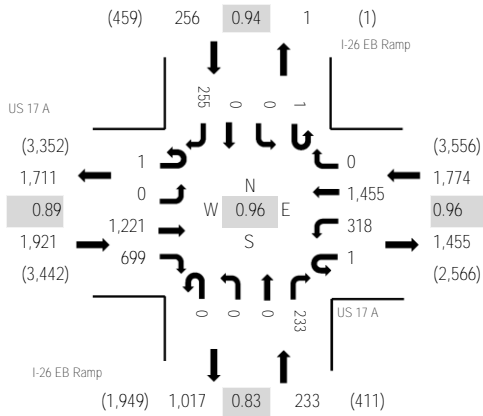 (459) 256 0.94 1 (1)
I-26 EB Ramp
US 17 A
255 0 0 1
(3,352) (3,556)
1 0
1,711 1,774
0 N 1,455
0.89 W 0.96 E 0.96
1,221 318
1,921 S 1,455
699 1
(3,442) (2,566)
0 0 0 233
US 17 A
I-26 EB Ramp
(1,949) 1,017 0.83 233 (411)